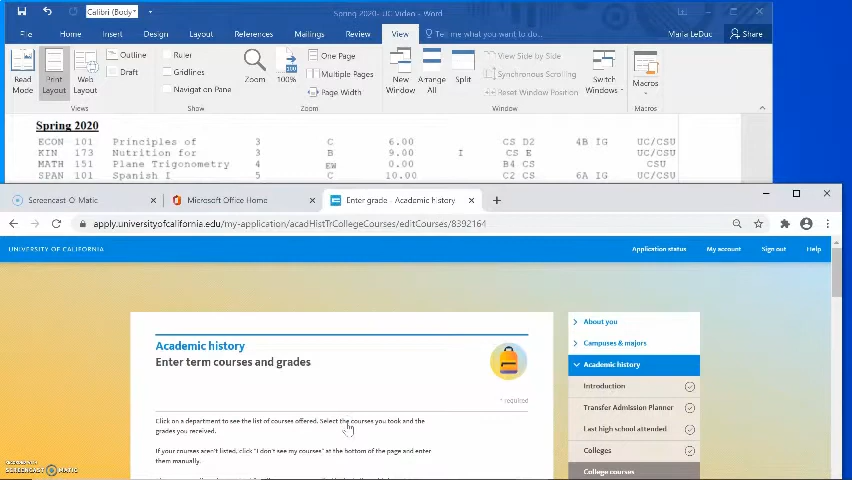 Calibri (Body
Spring 2020- UC Video - Word
File Home Insert Design Layout References Mailings Review View Tell me what you want to do... Maria LeDuc Share
Read Mode
Print Layout
Web Layout
Outline
Draft
Views
Ruler
Gridlines
Navigation Pane
Show
Zoom
100%
One Page
Multiple Pages
Page Width
Zoom
New Window
Arrange All
Split
View Side by Side
Synchronous Scrolling
Reset Window Position
Window
Switch Windows
Macros
Macros
Spring 2020
ECON 101 Principles of 3 C 6.00 CS D2 4B IG UC/CSU
KIN 173 Nutrition for 3 B 9.00 CS E UC/CSU
MATH 151 Plane Trigonometry 4 EW 0.00 B4 CS CSU
SPAN 101 Spanish I 5 C 10.00 C2 CS 6A IG UC/CSU
Screencast O Matic
Microsoft Office Home
Enter grade - Academic history
apply.universityofcalifornia.edu/my-application/acadHistTrCollegeCourses/editCourses/8392164
UNIVERSITY OF CALIFORNIA Application status My account Sign out Help
Academic history
Enter term courses and grades
* required
Click on a department to see the list of courses offered. Select the courses you took and the
grades you received.
If your courses aren't listed, click "I don't see my courses" at the bottom of the page and enter
them manually.
About you
Campuses & majors
Academic history
Introduction
Transfer Admission Planner
Last high school attended
Colleges
College courses
RECORDED WITH
SCREENCAST MATIC